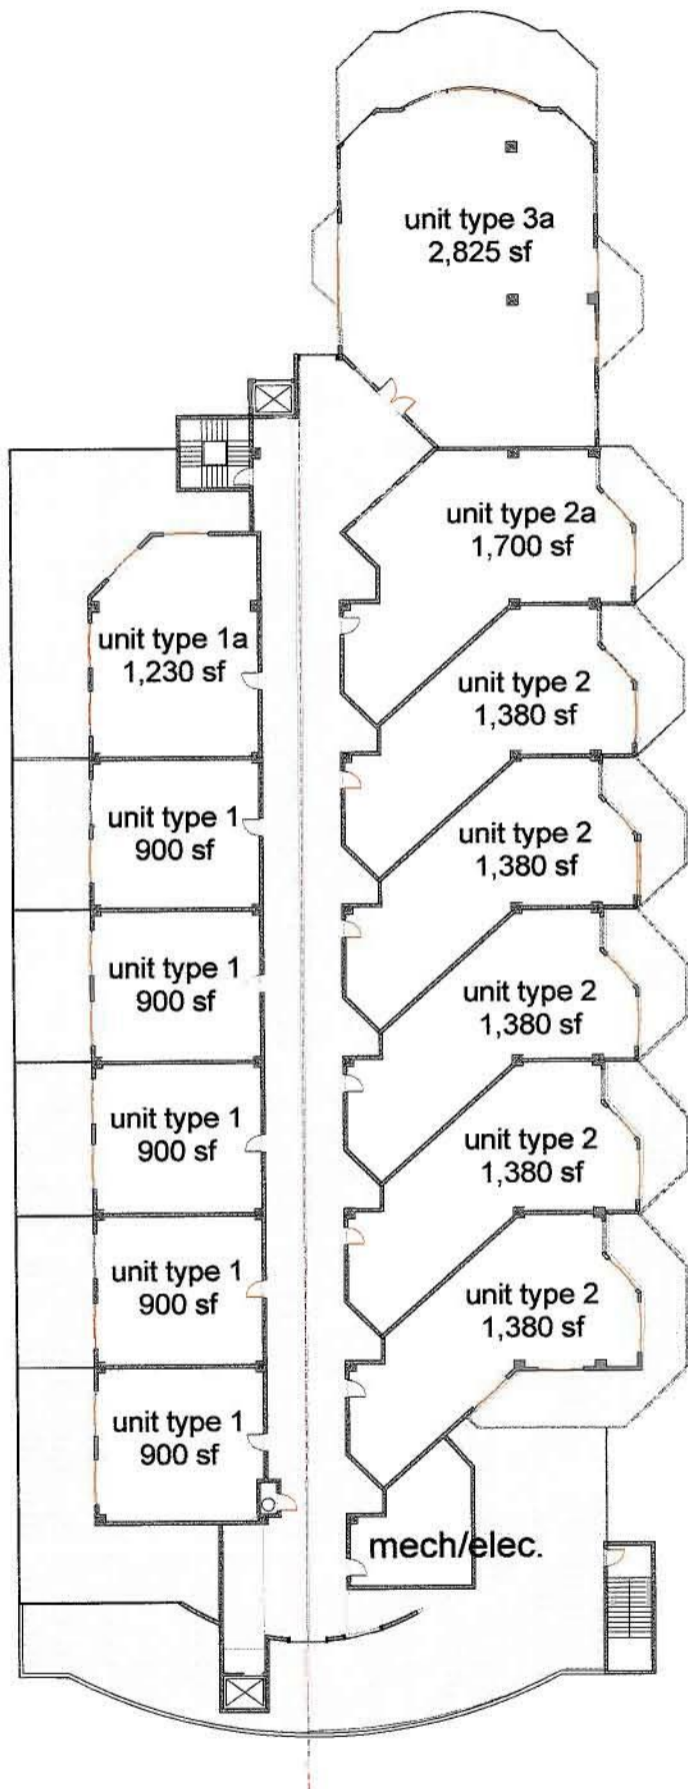 unit type 3a
2,825 sf
unit type 2a
1,700 sf
unit type 1a
1,230 sf
unit type 2
1,380 sf
unit type 1
900 sf
unit type 2
1,380 sf
unit type 1
900 sf
unit type 2
1,380 sf
unit type 1
900 sf
unit type 2
1,380 sf
unit type 1
900 sf
unit type 2
1,380 sf
unit type 1
900 sf
mech/elec.